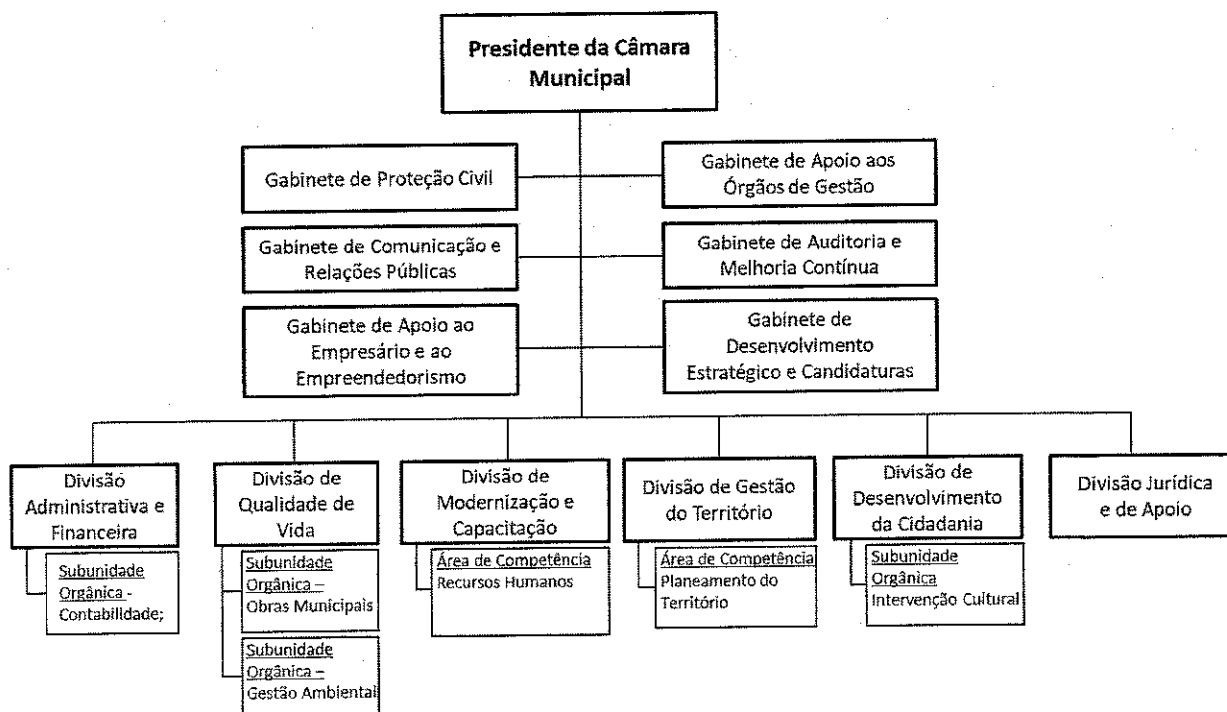 Presidente da Câmara
Municipal
Gabinete de Proteção Civil
Gabinete de Apoio aos
Órgãos de Gestão
Gabinete de Comunicação e
Relações Públicas
Gabinete de Auditoria e
Melhoria Contínua
Gabinete de Apoio ao
Empresário e ao
Empreendedorismo
Gabinete de
Desenvolvimento
Estratégico e Candidaturas
Divisão
Administrativa e
Financeira
Subunidade
Orgânica -
Contabilidade;
Divisão de
Qualidade de
Vida
Subunidade
Orgânica –
Obras Municipais
Subunidade
Orgânica –
Gestão Ambiental
Divisão de
Modernização e
Capacitação
Área de Competência
Recursos Humanos
Divisão de Gestão
do Território
Área de Competência
Planeamento do
Território
Divisão de
Desenvolvimento
da Cidadania
Subunidade
Orgânica
Intervenção Cultural
Divisão Jurídica
e de Apoio